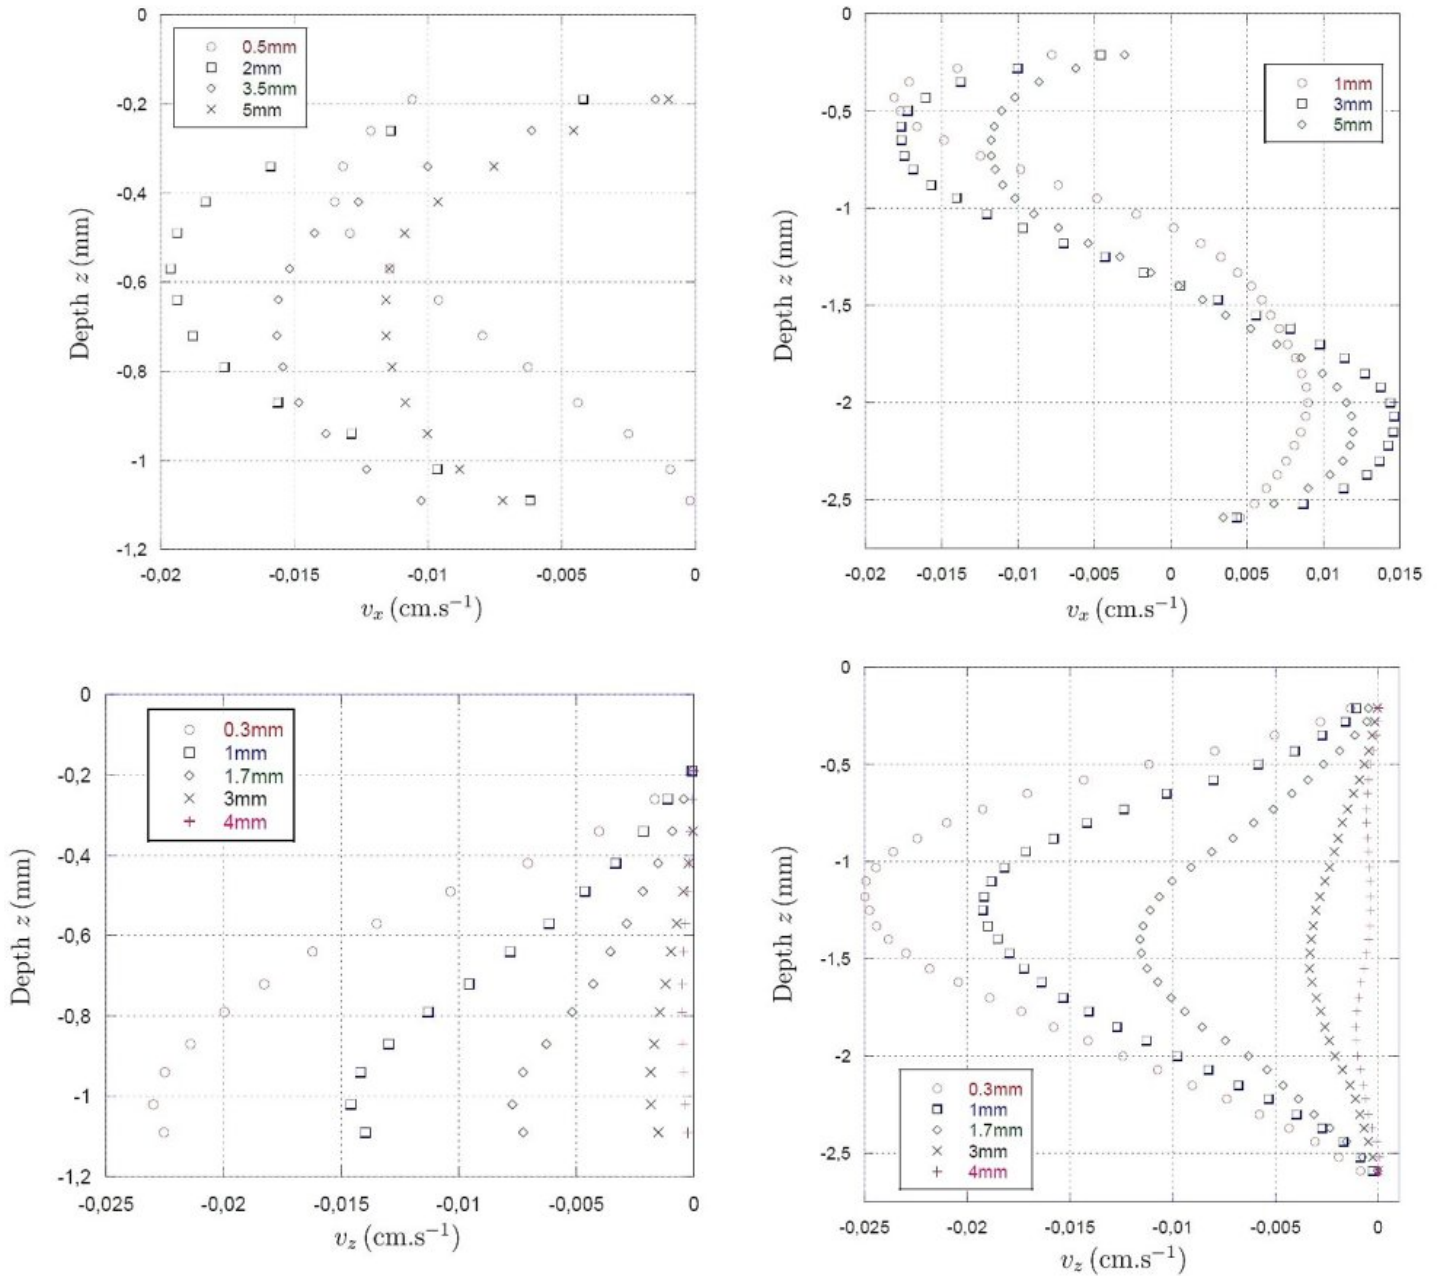 0
-0,2
-0,4
-0,6
-0,8
-1
-1,2
Depth z (mm)
0.5mm
2mm
3.5mm
5mm
-0,02
-0,015
-0,01
-0,005
0
v_x (cm.s⁻¹)
0
-0,5
-1
-1,5
-2
-2,5
Depth z (mm)
1mm
3mm
5mm
-0,02
-0,015
-0,01
-0,005
0
0,005
0,01
0,015
v_x (cm.s⁻¹)
0
-0,2
-0,4
-0,6
-0,8
-1
-1,2
Depth z (mm)
0.3mm
1mm
1.7mm
3mm
4mm
-0,025
-0,02
-0,015
-0,01
-0,005
0
v_z (cm.s⁻¹)
0
-0,5
-1
-1,5
-2
-2,5
Depth z (mm)
0.3mm
1mm
1.7mm
3mm
4mm
-0,025
-0,02
-0,015
-0,01
-0,005
0
v_z (cm.s⁻¹)